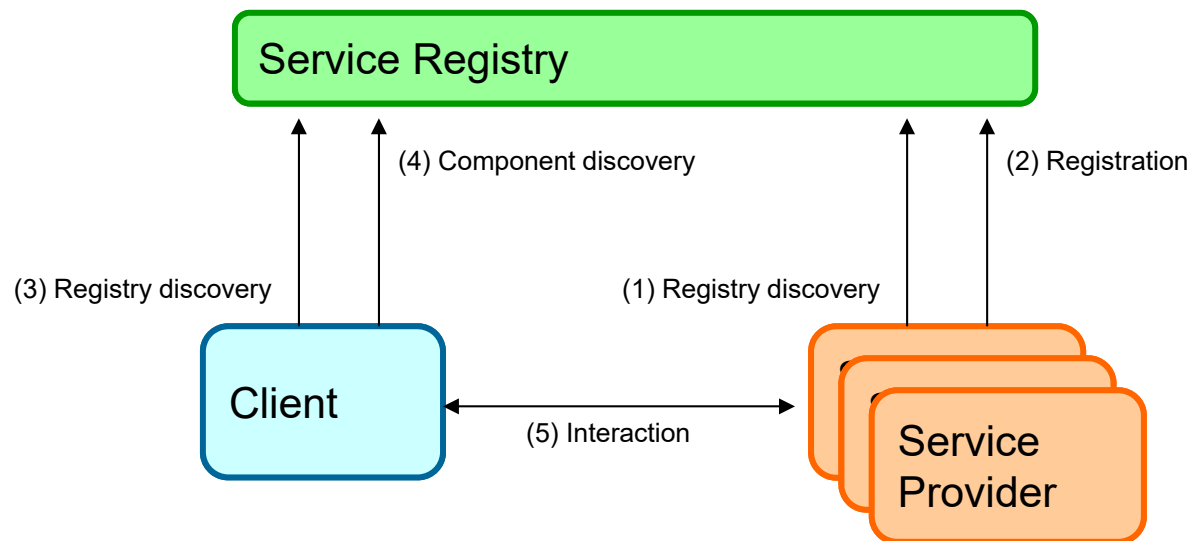 Service Registry
(4) Component discovery
(2) Registration
(3) Registry discovery
(1) Registry discovery
Client
(5) Interaction
Service
Provider